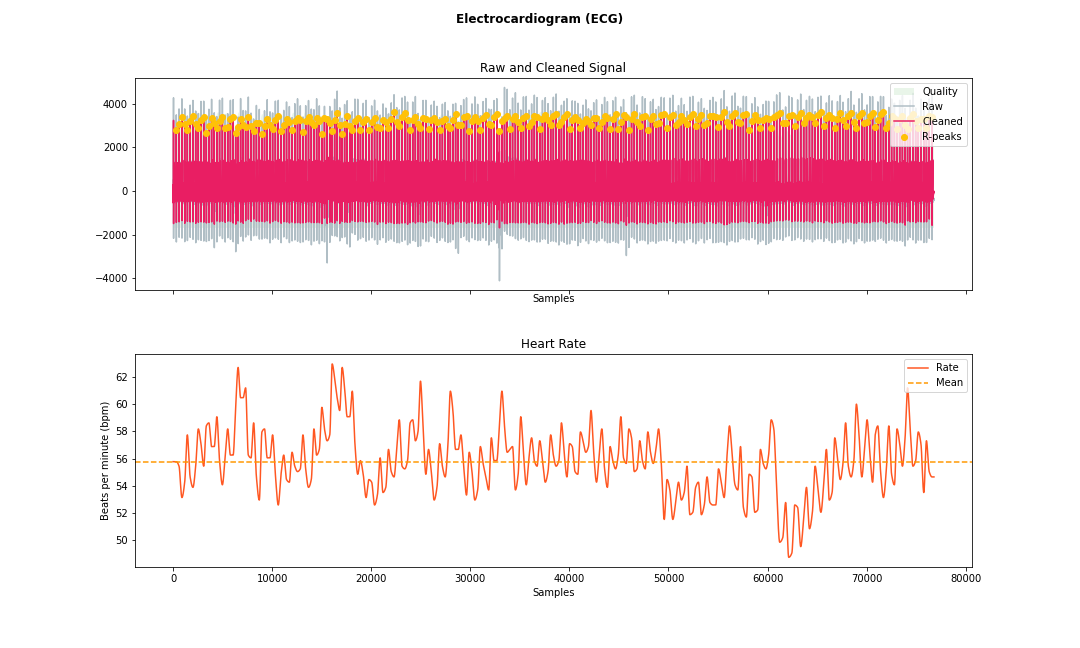 Electrocardiogram (ECG)
Raw and Cleaned Signal
4000
2000
0
−2000
−4000
Quality
Raw
Cleaned
R-peaks
Samples
Heart Rate
Beats per minute (bpm)
62
60
58
56
54
52
50
Rate
Mean
0 10000 20000 30000 40000 50000 60000 70000 80000
Samples